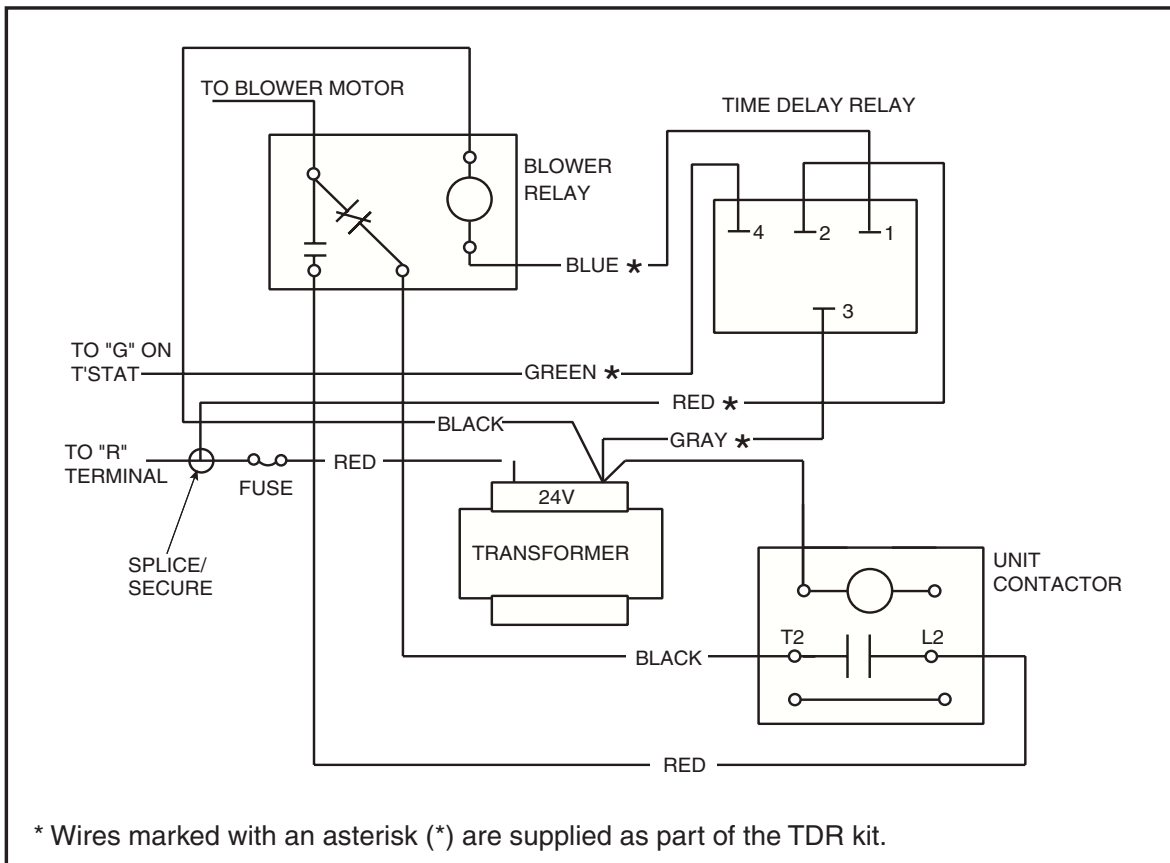 TO BLOWER MOTOR
TIME DELAY RELAY
BLOWER
RELAY
4
2
1
BLUE *
3
TO "G" ON
T'STAT
GREEN *
RED *
BLACK
GRAY *
TO "R"
TERMINAL
RED
FUSE
24V
TRANSFORMER
SPLICE/
SECURE
UNIT
CONTACTOR
T2
L2
BLACK
RED
* Wires marked with an asterisk (*) are supplied as part of the TDR kit.